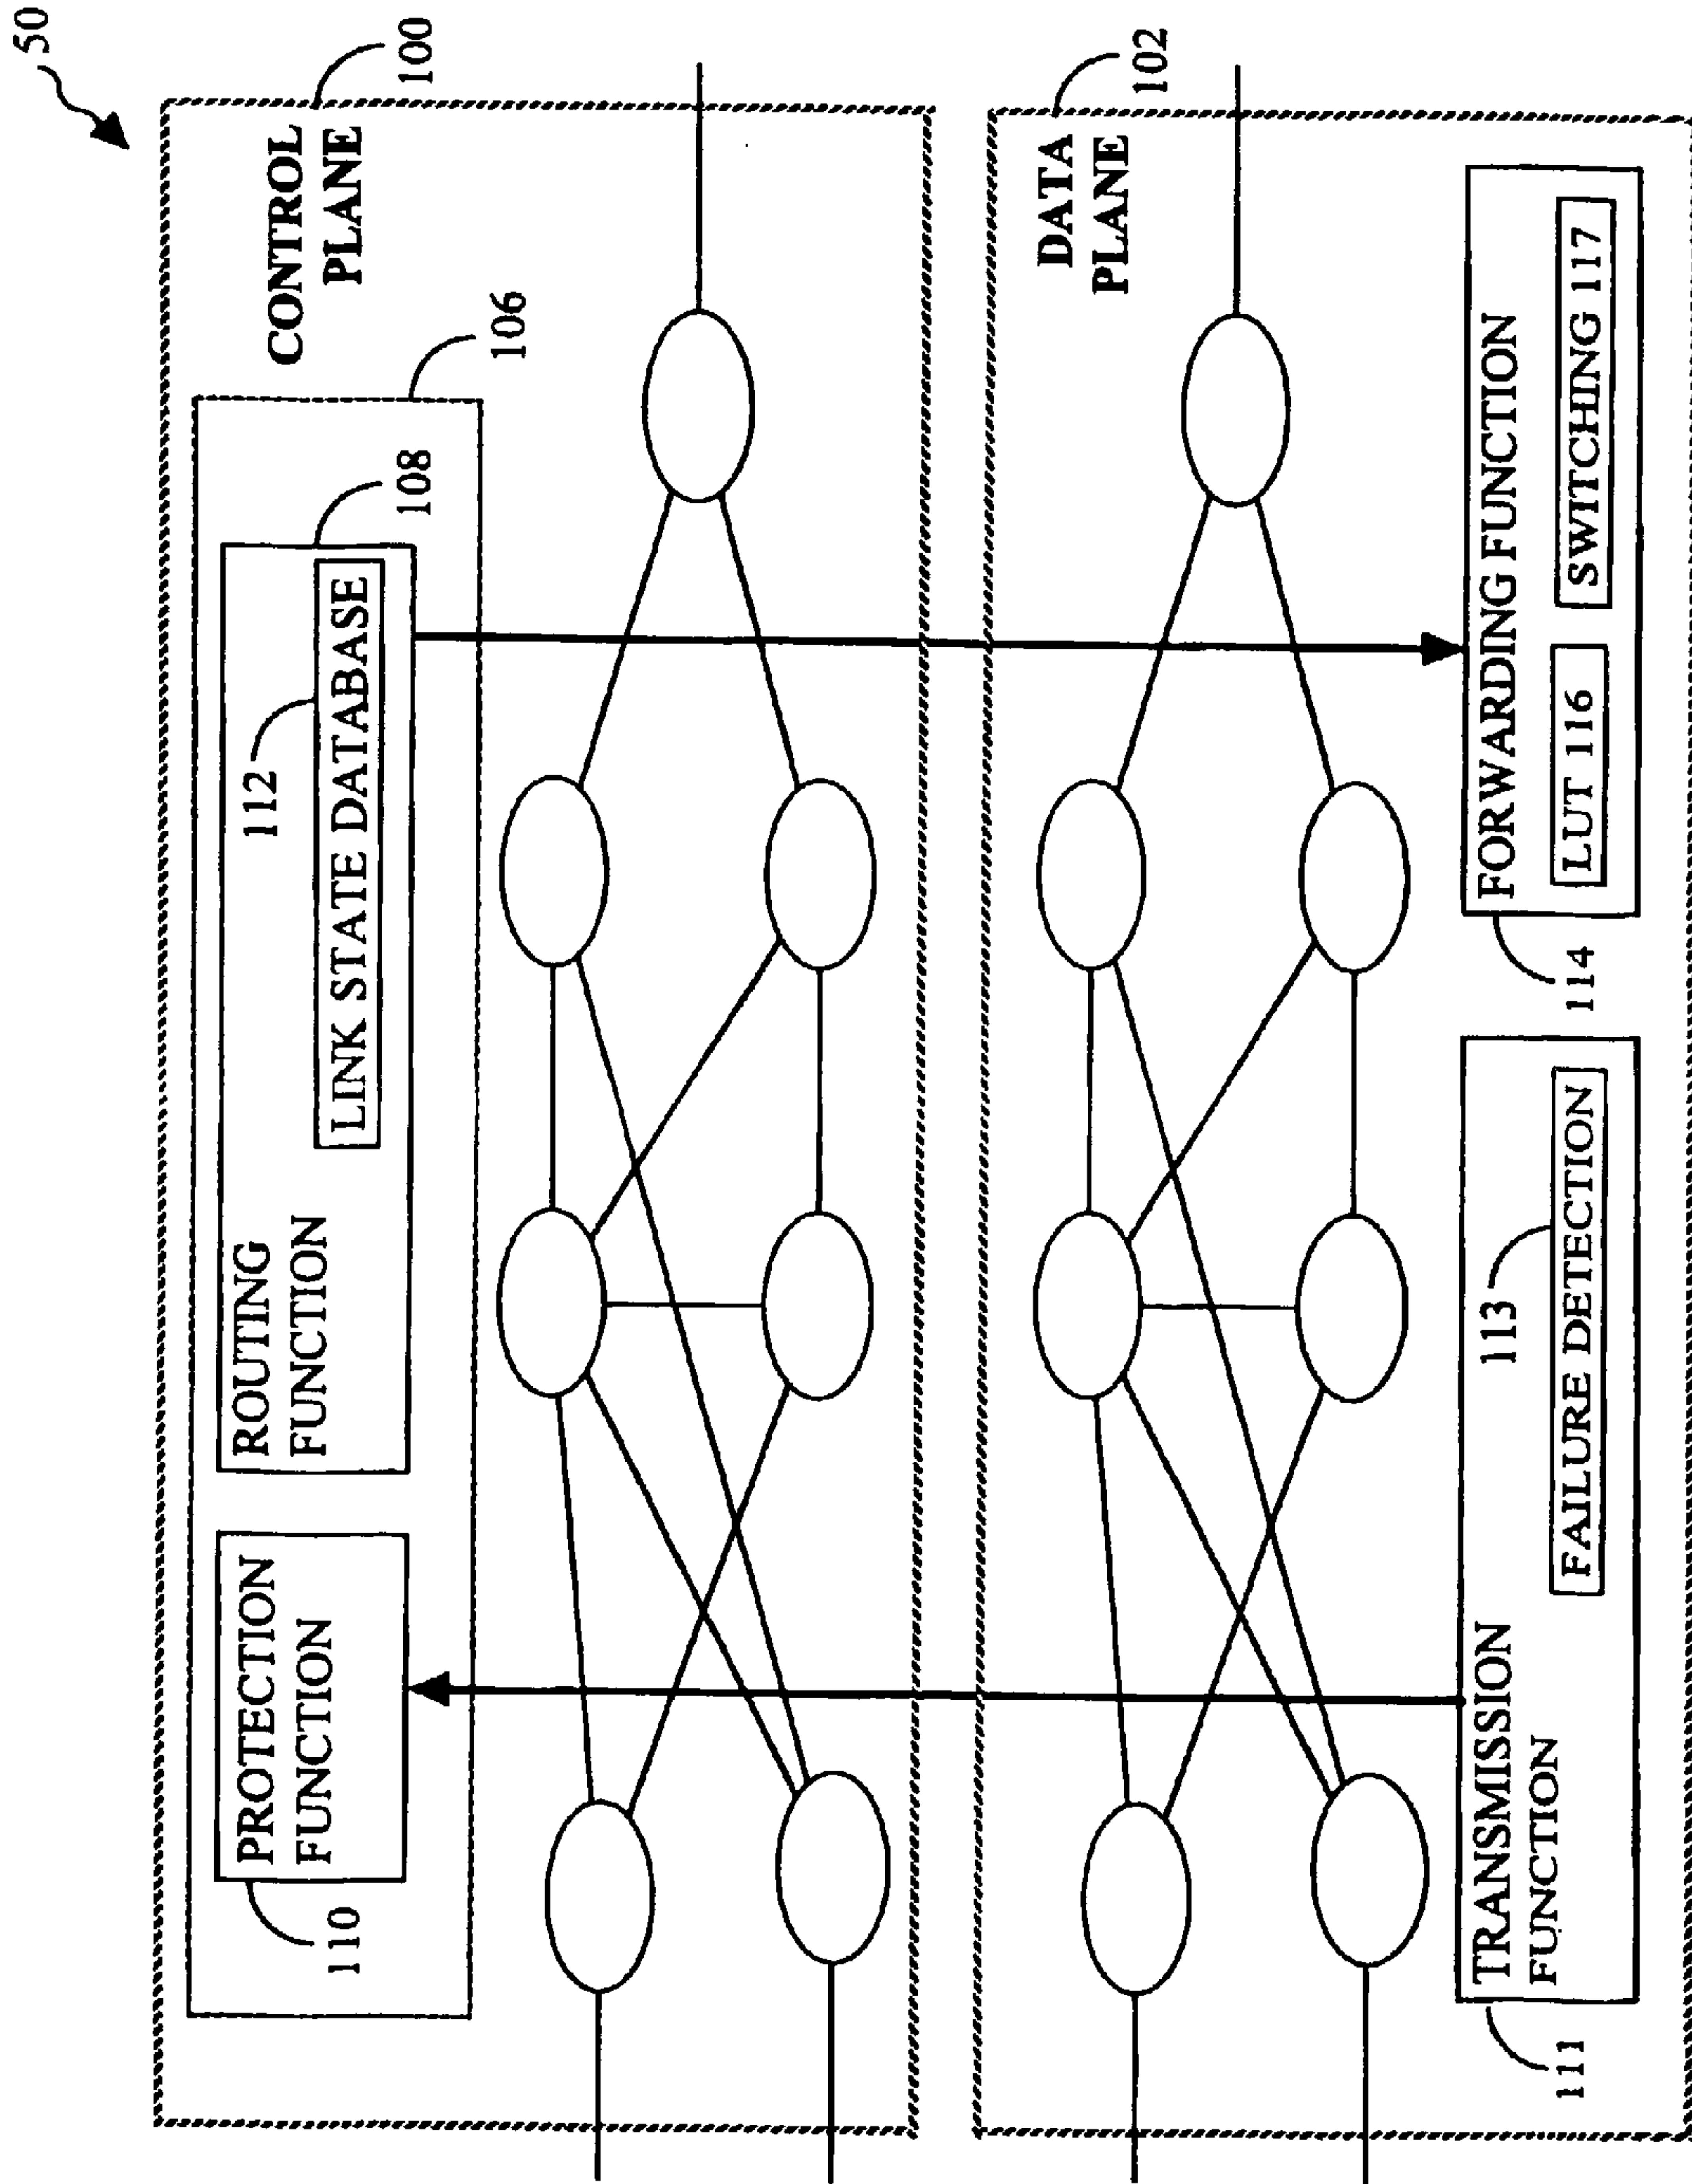 50
100
CONTROL
PLANE
106
108
112
LINK STATE DATABASE
ROUTING
FUNCTION
PROTECTION
FUNCTION
110
102
DATA
PLANE
FORWARDING FUNCTION
LUT 116
SWITCHING 117
114
113
FAILURE DETECTION
TRANSMISSION
FUNCTION
111